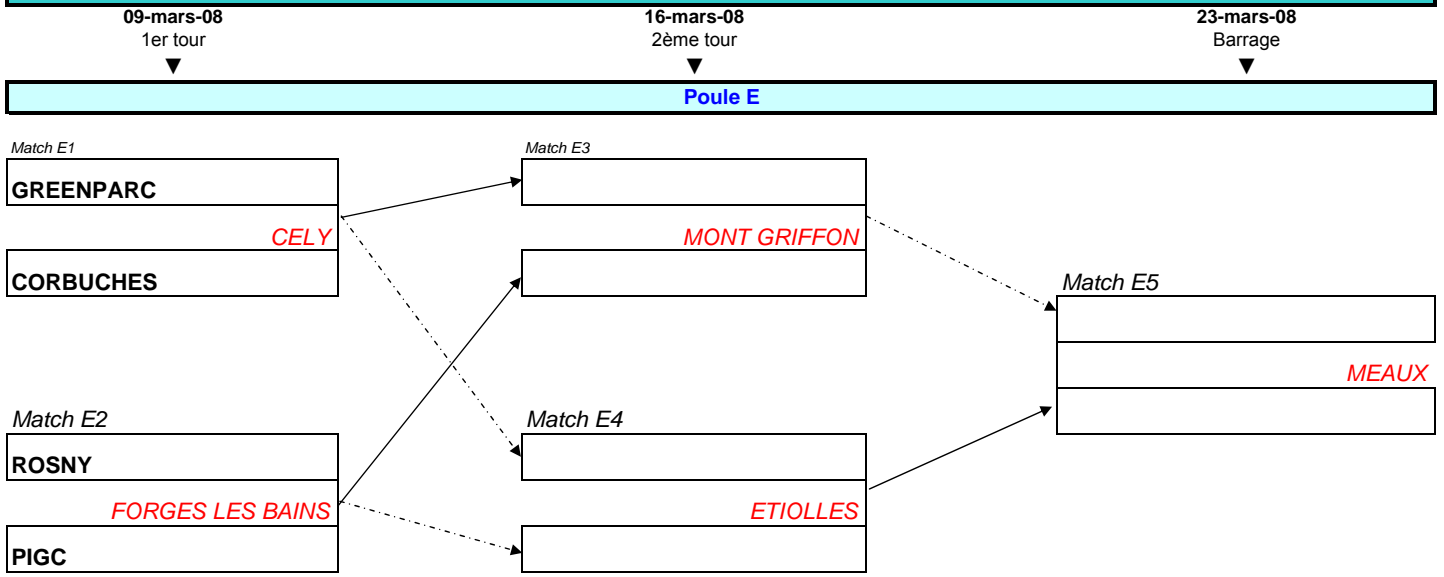 09-mars-08 16-mars-08 23-mars-08
1er tour 2ème tour Barrage
▼ ▼ ▼
Poule E
Match E1 Match E3
GREENPARC
CELY MONT GRIFFON
CORBUCHES Match E5
MEAUX
Match E2 Match E4
ROSNY
FORGES LES BAINS ETIOLLES
PIGC